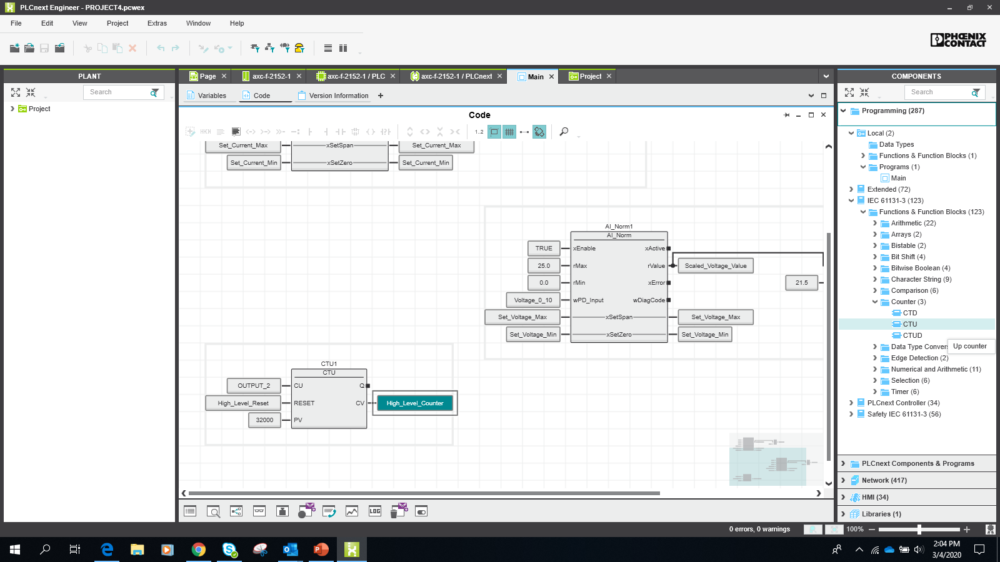 PLCnext Engineer - PROJECT4.pcwex
File Edit View Project Extras Window Help
PHŒNIX
CONTACT
PLANT
Search
Project
Page
axc-f-2152-1
axc-f-2152-1 / PLC
axc-f-2152-1 / PLCnext
Main
Project
Variables
Code
Version Information
Code
1..2
Set_Current_Max
xSetSpan
Set_Current_Max
Set_Current_Min
xSetZero
Set_Current_Min
AI_Norm1
AI_Norm
TRUE
xEnable
xActive
25.0
rMax
rValue
Scaled_Voltage_Value
0.0
rMin
xError
21.5
Voltage_0_10
wPD_Input
wDiagCode
Set_Voltage_Max
xSetSpan
Set_Voltage_Max
Set_Voltage_Min
xSetZero
Set_Voltage_Min
CTU1
CTU
OUTPUT_2
CU
Q
High_Level_Reset
RESET
CV
High_Level_Counter
32000
PV
LOG
COMPONENTS
Search
Programming (287)
Local (2)
Data Types
Functions & Function Blocks (1)
Programs (1)
Main
Extended (72)
IEC 61131-3 (123)
Functions & Function Blocks (123)
Arithmetic (22)
Arrays (2)
Bistable (2)
Bit Shift (4)
Bitwise Boolean (4)
Character String (9)
Comparison (6)
Counter (3)
CTD
CTU
CTUD
Data Type Convers
Up counter
Edge Detection (2)
Numerical and Arithmetic (11)
Selection (6)
Timer (6)
PLCnext Controller (34)
Safety IEC 61131-3 (56)
PLCnext Components & Programs
Network (417)
HMI (34)
Libraries (1)
0 errors, 0 warnings
100%
2:04 PM
3/4/2020